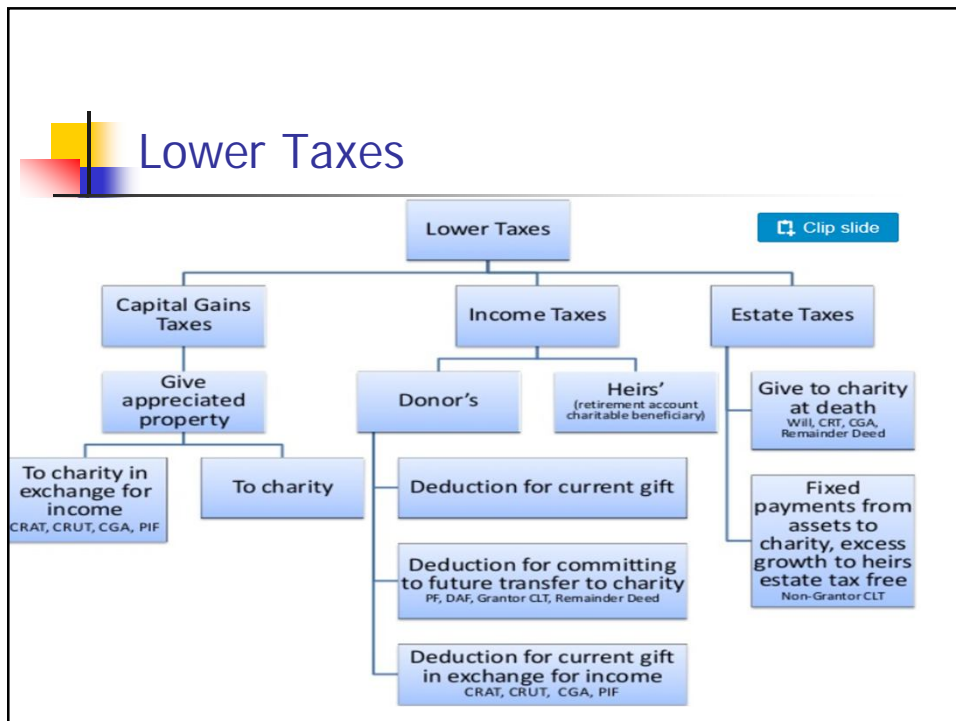 Lower Taxes
Lower Taxes
Clip slide
Capital Gains
Taxes
Income Taxes
Estate Taxes
Give
appreciated
property
Donor's
Heirs'
(retirement account
charitable beneficiary)
Give to charity
at death
Will, CRT, CGA,
Remainder Deed
To charity in
exchange for
income
CRAT, CRUT, CGA, PIF
To charity
Deduction for current gift
Fixed
payments from
assets to
charity, excess
growth to heirs
estate tax free
Non-Grantor CLT
Deduction for committing
to future transfer to charity
PF, DAF, Grantor CLT, Remainder Deed
Deduction for current gift
in exchange for income
CRAT, CRUT, CGA, PIF